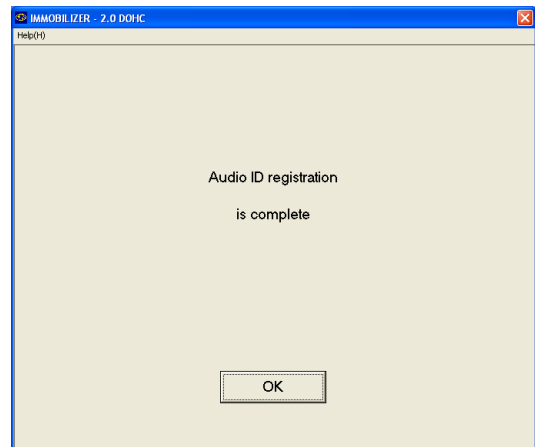 IMMOBILIZER - 2.0 DOHC
Help(H)
Audio ID registration
is complete
OK